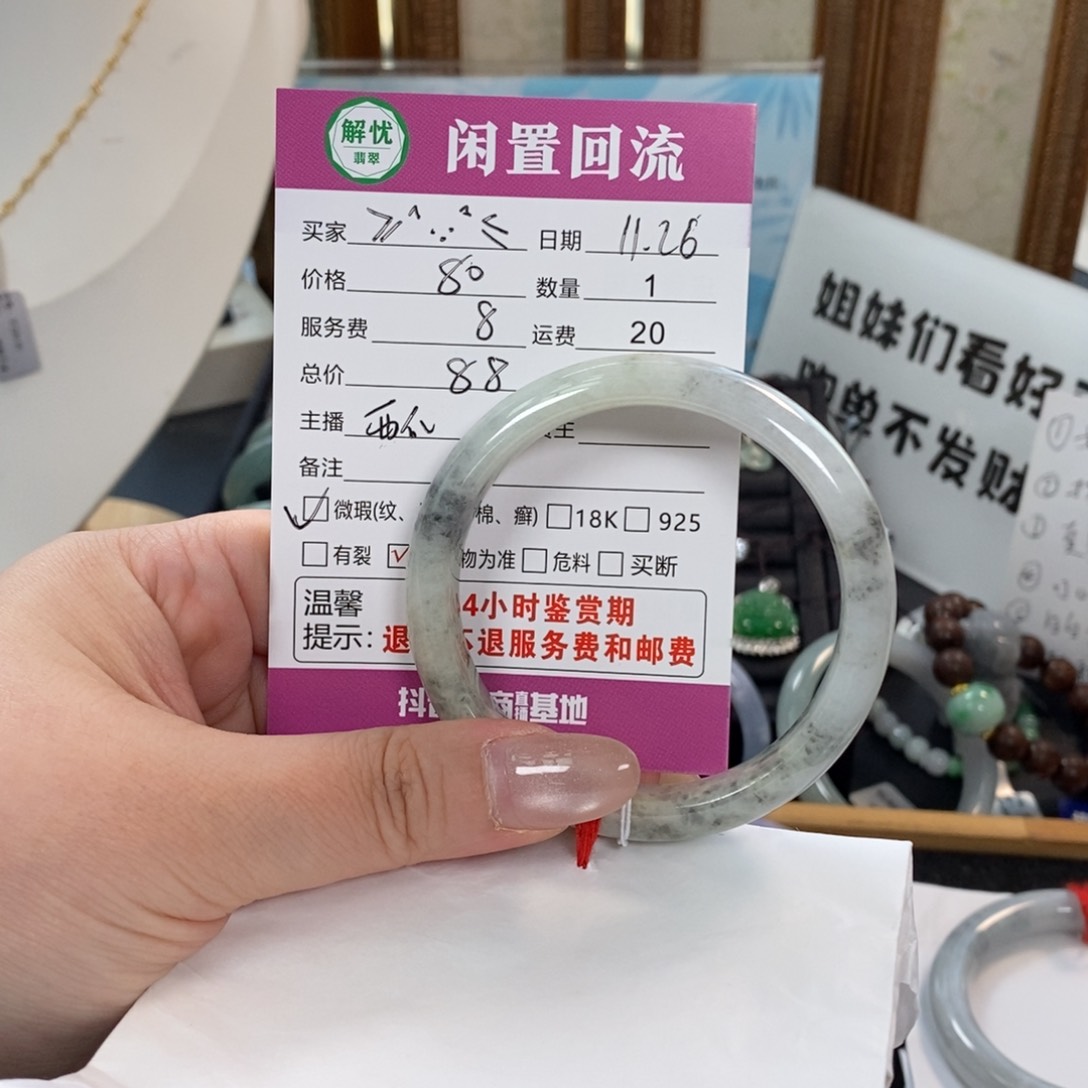 解忧
翡翠
闲置回流
买家 日期 11.26
价格 80 数量 1
服务费 8 运费 20
总价 88
主播
备注
微瑕(纹、 棉、癣) 18K 925
有裂 物为准 危料 买断
温馨 4小时鉴赏期
提示: 退 不退服务费和邮费
抖 商直播基地
姐妹们看好
不发财